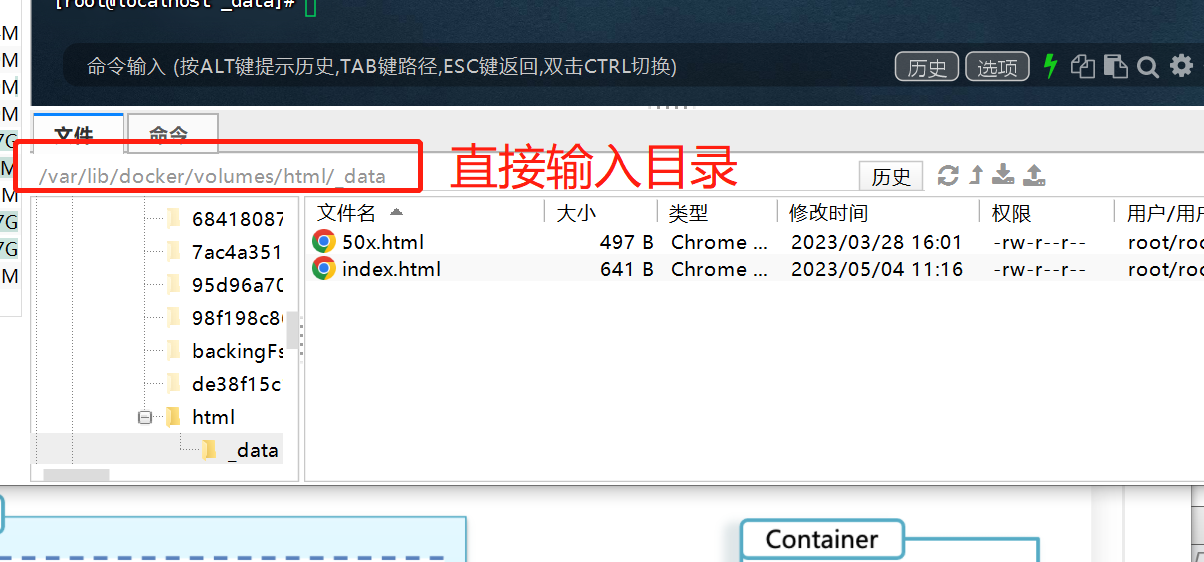 [root@localhost _data]#
命令输入 (按ALT键提示历史,TAB键路径,ESC键返回,双击CTRL切换)
历史 选项
文件 命令
/var/lib/docker/volumes/html/_data
直接输入目录
历史
文件名 大小 类型 修改时间 权限 用户/用户
68418087
7ac4a351
95d96a70
98f198c8
backingFs
de38f15c
html
_data
50x.html 497 B Chrome ... 2023/03/28 16:01 -rw-r--r-- root/roo
index.html 641 B Chrome ... 2023/05/04 11:16 -rw-r--r-- root/roo
M
M
M
M
7G
M
M
7G
7G
M
Container